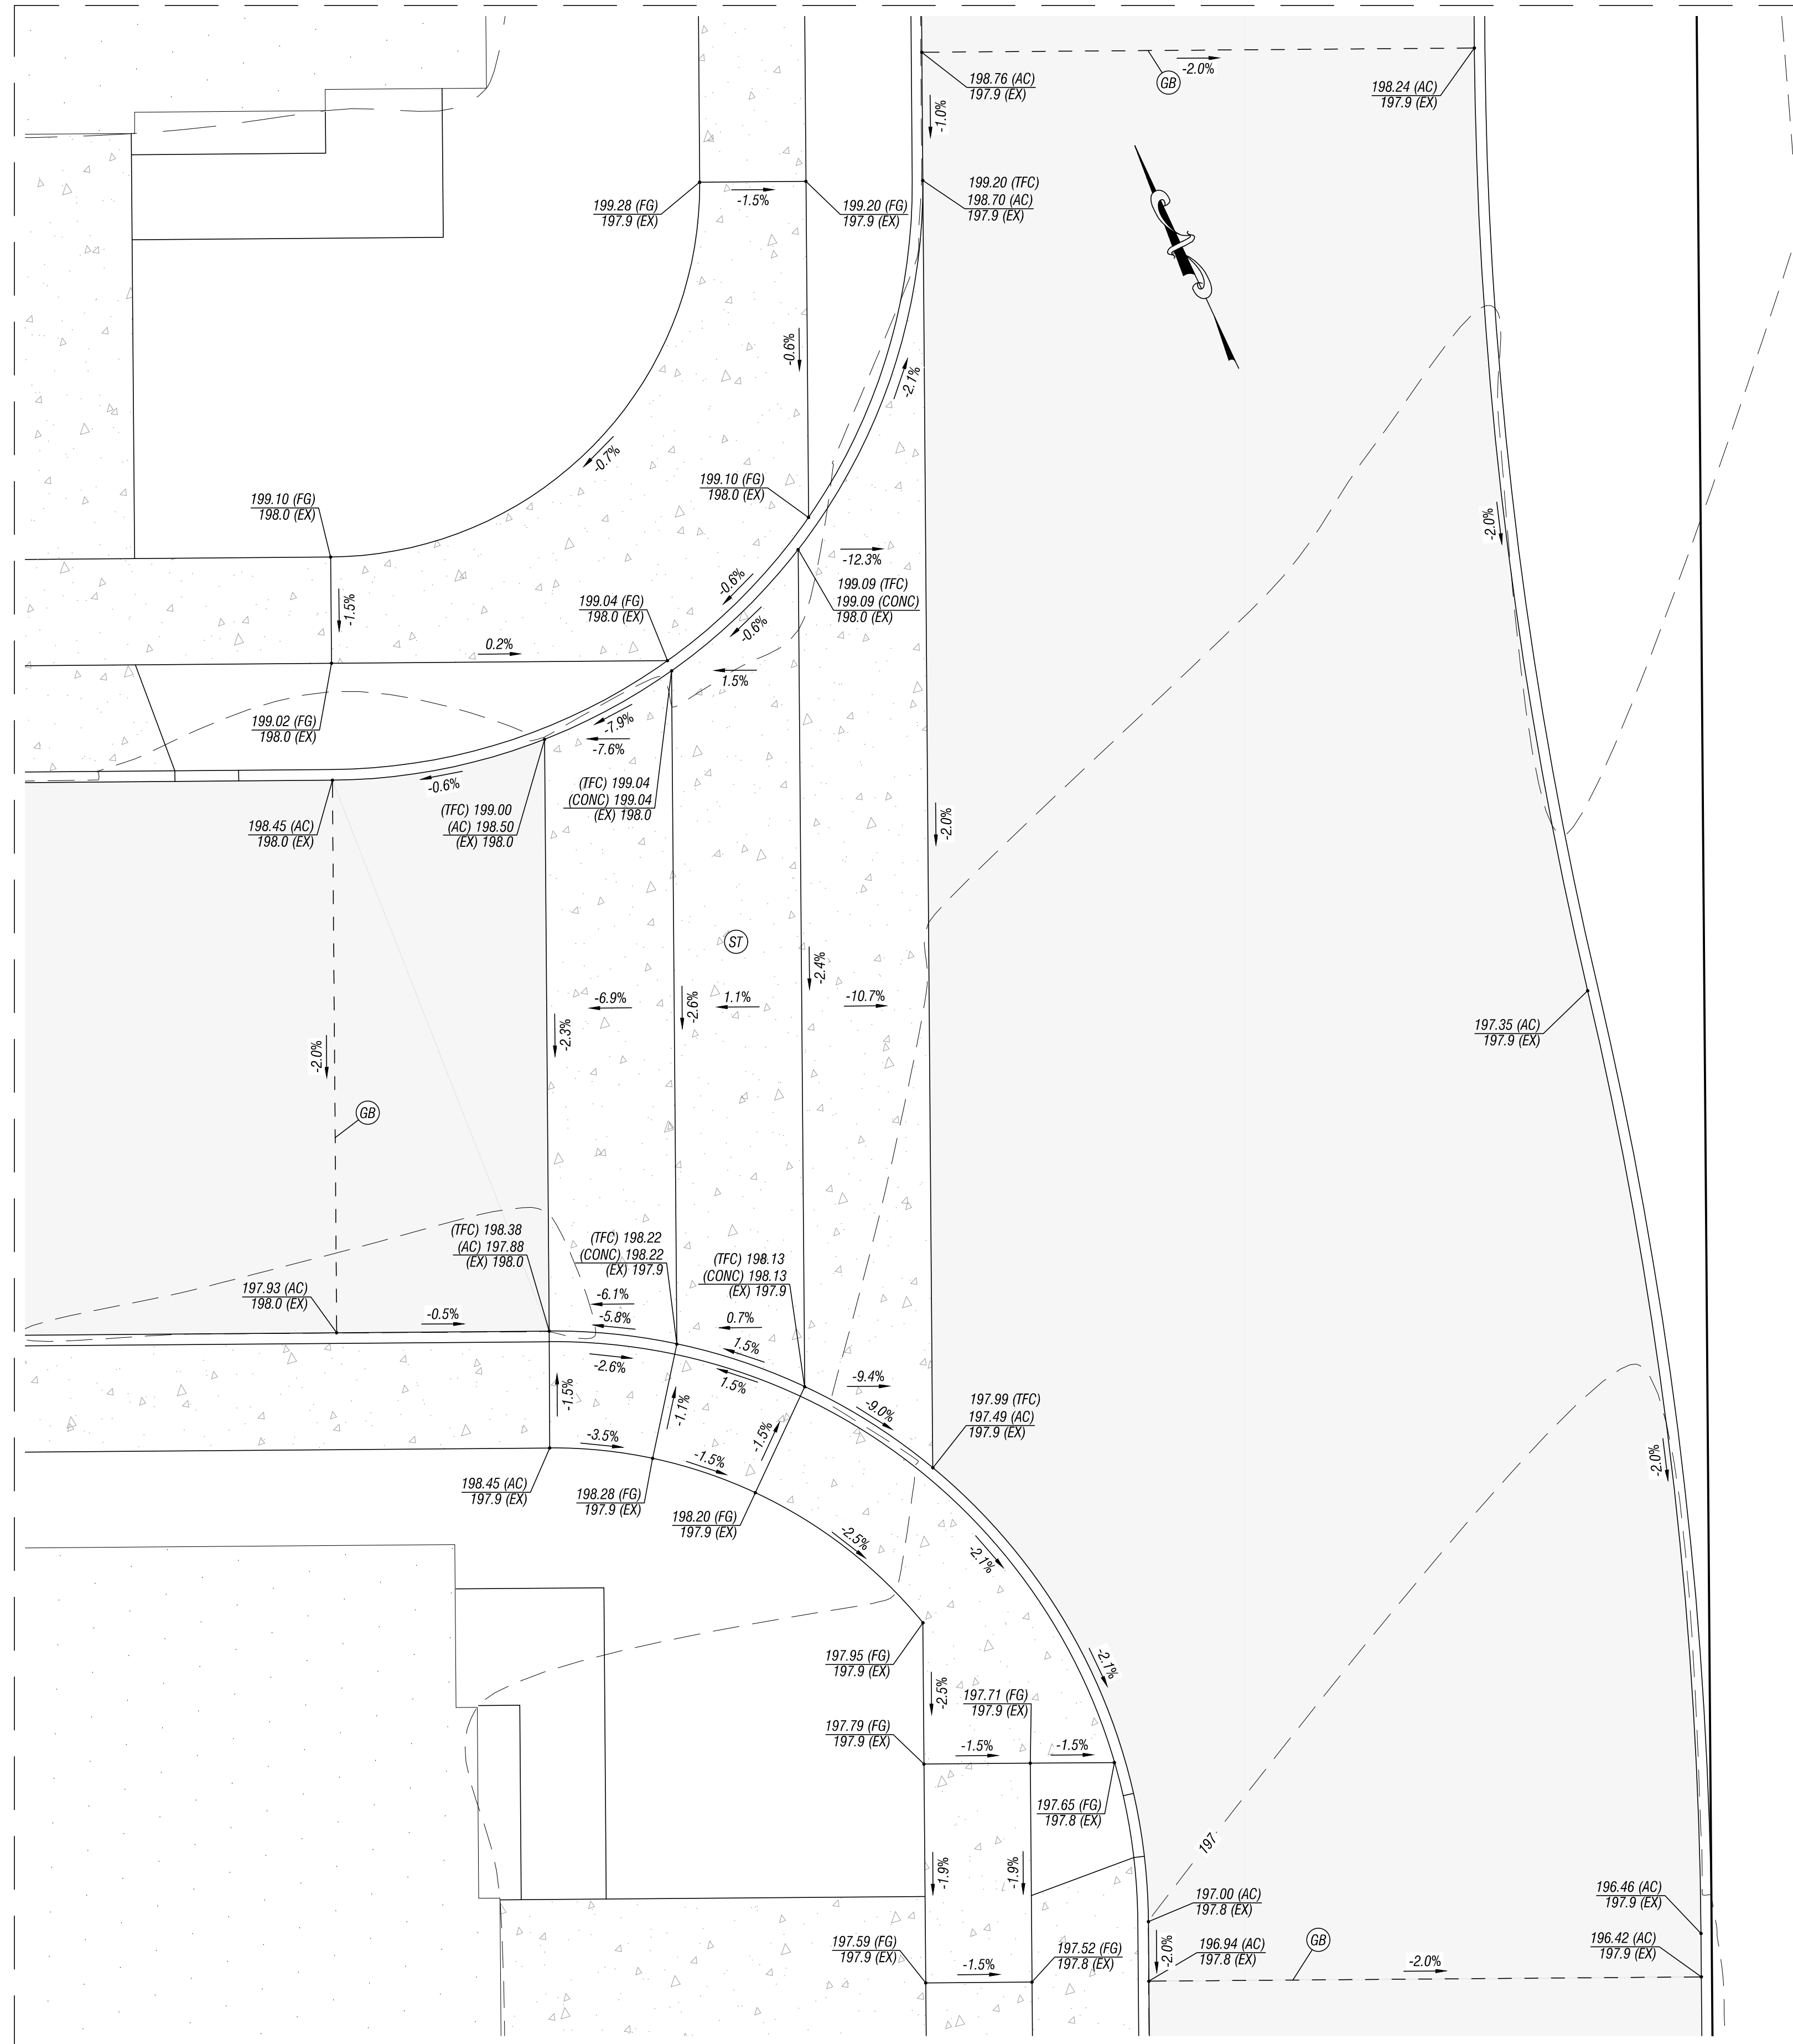 GB
-2.0%
198.76 (AC)
197.9 (EX)
198.24 (AC)
197.9 (EX)
-1.0%
199.28 (FG)
197.9 (EX)
-1.5%
199.20 (FG)
197.9 (EX)
199.20 (TFC)
198.70 (AC)
197.9 (EX)
-0.6%
-2.1%
-0.7%
199.10 (FG)
198.0 (EX)
199.10 (FG)
198.0 (EX)
-2.0%
-12.3%
199.09 (TFC)
199.09 (CONC)
198.0 (EX)
-0.6%
-0.6%
199.04 (FG)
198.0 (EX)
-1.5%
0.2%
1.5%
199.02 (FG)
198.0 (EX)
-7.9%
-7.6%
-0.6%
(TFC) 199.04
(CONC) 199.04
(EX) 198.0
(TFC) 199.00
(AC) 198.50
(EX) 198.0
198.45 (AC)
198.0 (EX)
-2.0%
ST
-2.4%
-6.9%
-2.6%
1.1%
-10.7%
-2.3%
-2.0%
GB
197.35 (AC)
197.9 (EX)
(TFC) 198.38
(AC) 197.88
(EX) 198.0
(TFC) 198.22
(CONC) 198.22
(EX) 197.9
(TFC) 198.13
(CONC) 198.13
(EX) 197.9
197.93 (AC)
198.0 (EX)
-0.5%
-6.1%
-5.8%
0.7%
1.5%
-2.6%
1.5%
-9.4%
-9.0%
-1.5%
-1.1%
-1.5%
-3.5%
-1.5%
197.99 (TFC)
197.49 (AC)
197.9 (EX)
-2.0%
198.45 (AC)
197.9 (EX)
198.28 (FG)
197.9 (EX)
198.20 (FG)
197.9 (EX)
-2.5%
-2.1%
197.95 (FG)
197.9 (EX)
-2.1%
-2.5%
197.71 (FG)
197.9 (EX)
197.79 (FG)
197.9 (EX)
-1.5%
-1.5%
197.65 (FG)
197.8 (EX)
197
-1.9%
-1.9%
197.00 (AC)
197.8 (EX)
196.46 (AC)
197.9 (EX)
197.59 (FG)
197.9 (EX)
197.52 (FG)
197.8 (EX)
-2.0%
196.94 (AC)
197.8 (EX)
GB
196.42 (AC)
197.9 (EX)
-1.5%
-2.0%